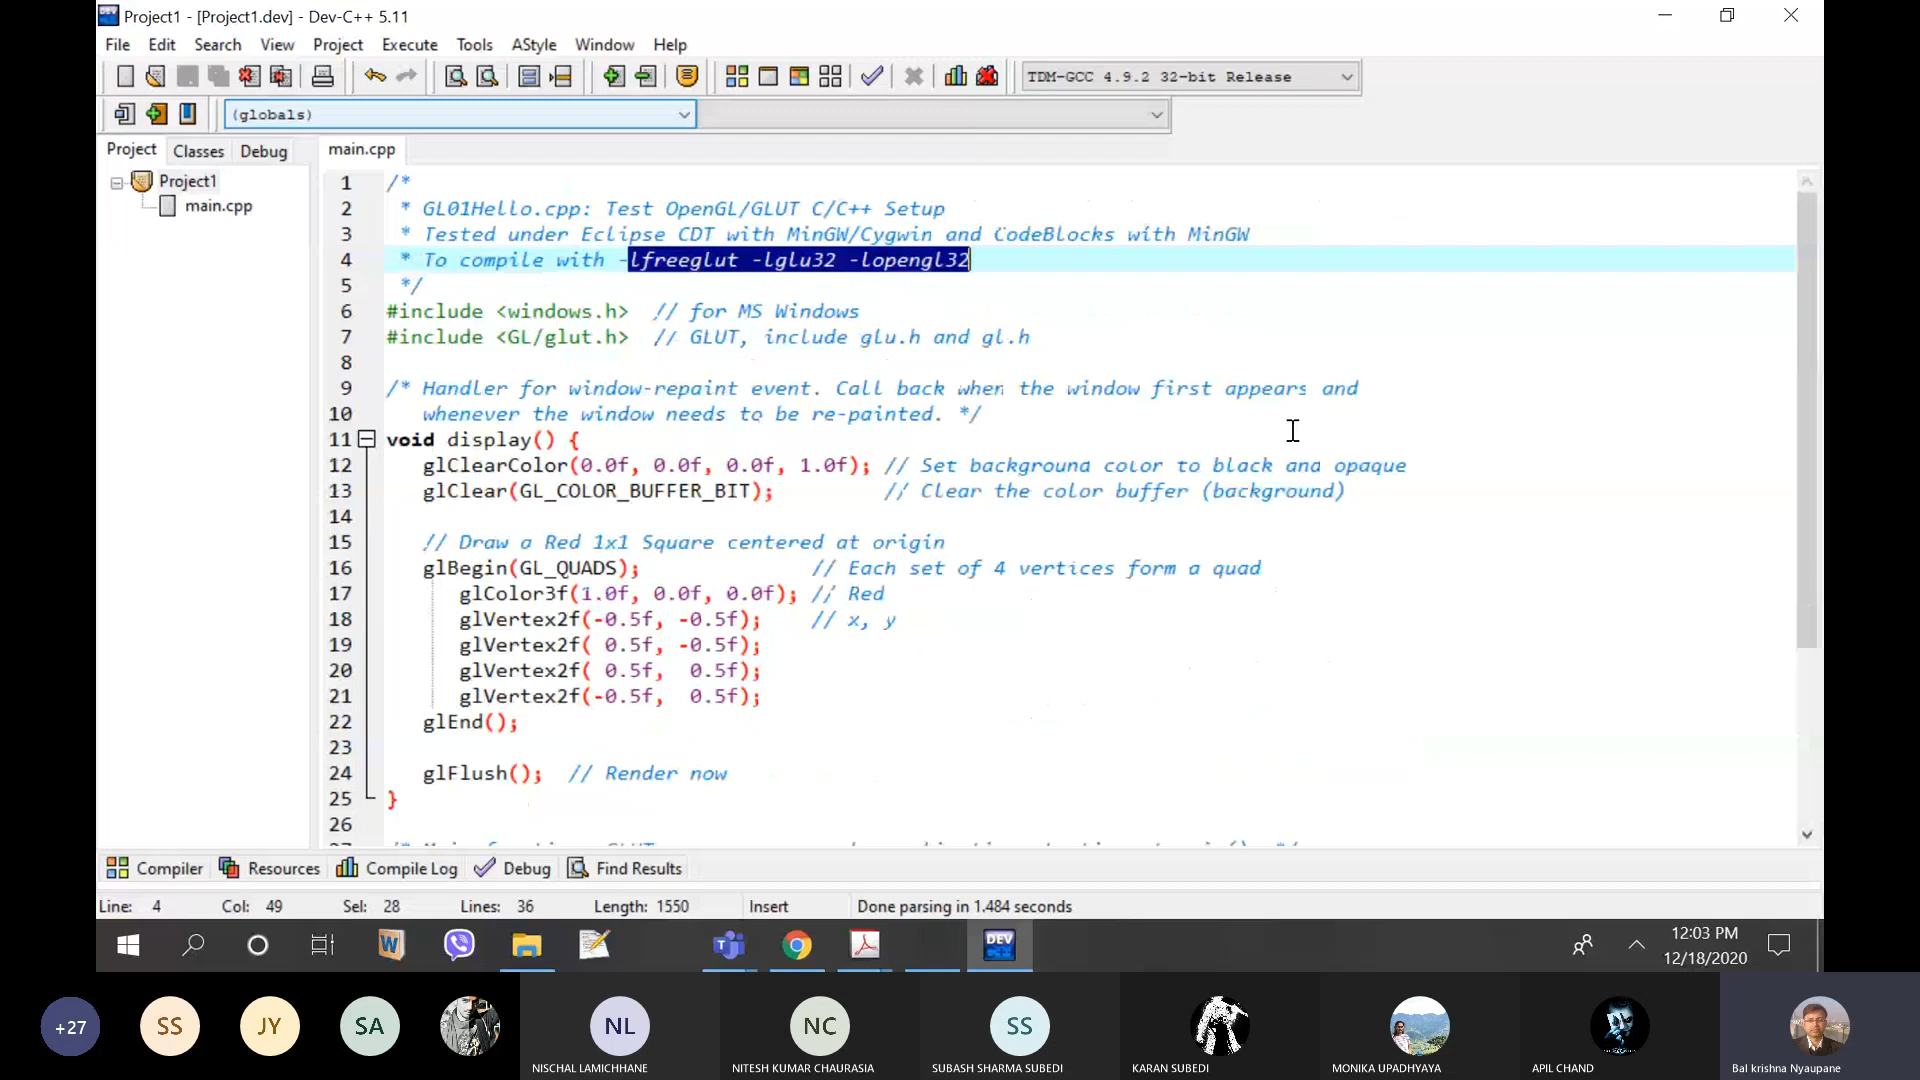 Project1 - [Project1.dev] - Dev-C++ 5.11
File Edit Search View Project Execute Tools AStyle Window Help
TDM-GCC 4.9.2 32-bit Release
(globals)
Project Classes Debug
main.cpp
Project1
main.cpp
1 /*
2 * GL01Hello.cpp: Test OpenGL/GLUT C/C++ Setup
3 * Tested under Eclipse CDT with MinGW/Cygwin and CodeBlocks with MinGW
4 * To compile with -lfreeglut -lglu32 -lopengl32
5 */
6 #include <windows.h> // for MS Windows
7 #include <GL/glut.h> // GLUT, include glu.h and gl.h
8
9 /* Handler for window-repaint event. Call back when the window first appears and
10 whenever the window needs to be re-painted. */
11 void display() {
12 glClearColor(0.0f, 0.0f, 0.0f, 1.0f); // Set background color to black and opaque
13 glClear(GL_COLOR_BUFFER_BIT); // Clear the color buffer (background)
14
15 // Draw a Red 1x1 Square centered at origin
16 glBegin(GL_QUADS); // Each set of 4 vertices form a quad
17 glColor3f(1.0f, 0.0f, 0.0f); // Red
18 glVertex2f(-0.5f, -0.5f); // x, y
19 glVertex2f( 0.5f, -0.5f);
20 glVertex2f( 0.5f, 0.5f);
21 glVertex2f(-0.5f, 0.5f);
22 glEnd();
23
24 glFlush(); // Render now
25 }
26
Compiler Resources Compile Log Debug Find Results
Line: 4 Col: 49 Sel: 28 Lines: 36 Length: 1550 Insert Done parsing in 1.484 seconds
DEV
12:03 PM
12/18/2020
+27 SS JY SA NL NC SS
NISCHAL LAMICHHANE NITESH KUMAR CHAURASIA SUBASH SHARMA SUBEDI KARAN SUBEDI MONIKA UPADHYAYA APIL CHAND Bal krishna Nyaupane